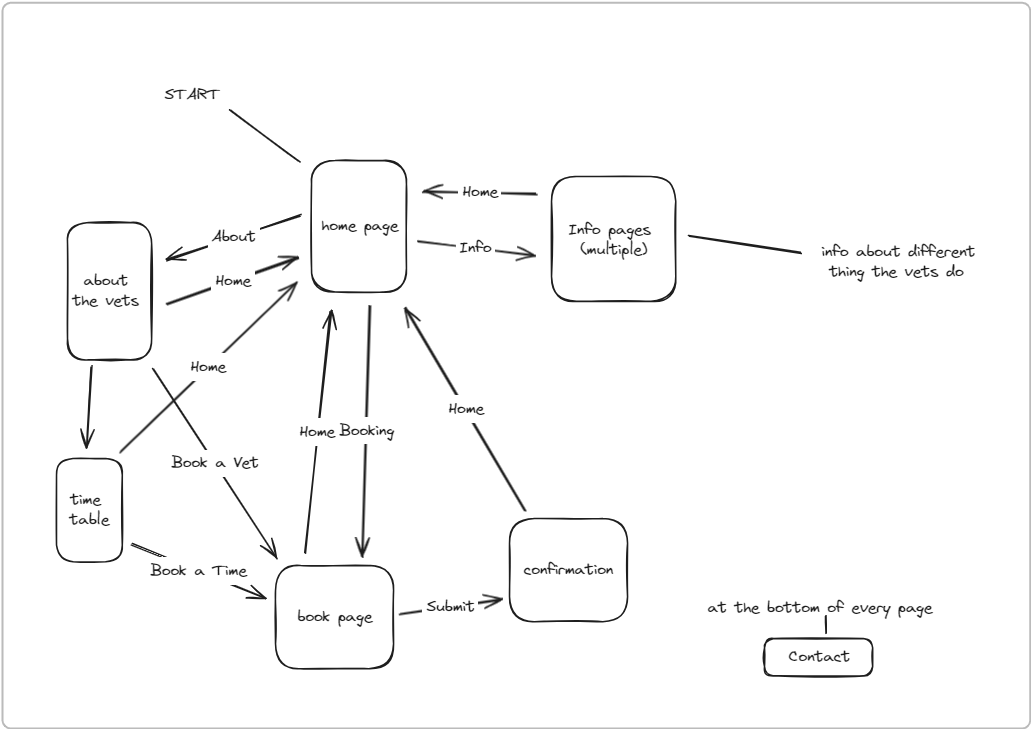 START
home page
Home
Info pages
(multiple)
Info
info about different
thing the vets do
About
Home
about
the vets
Home
Home
Booking
Home
Book a Vet
time
table
Book a Time
confirmation
book page
Submit
at the bottom of every page
Contact